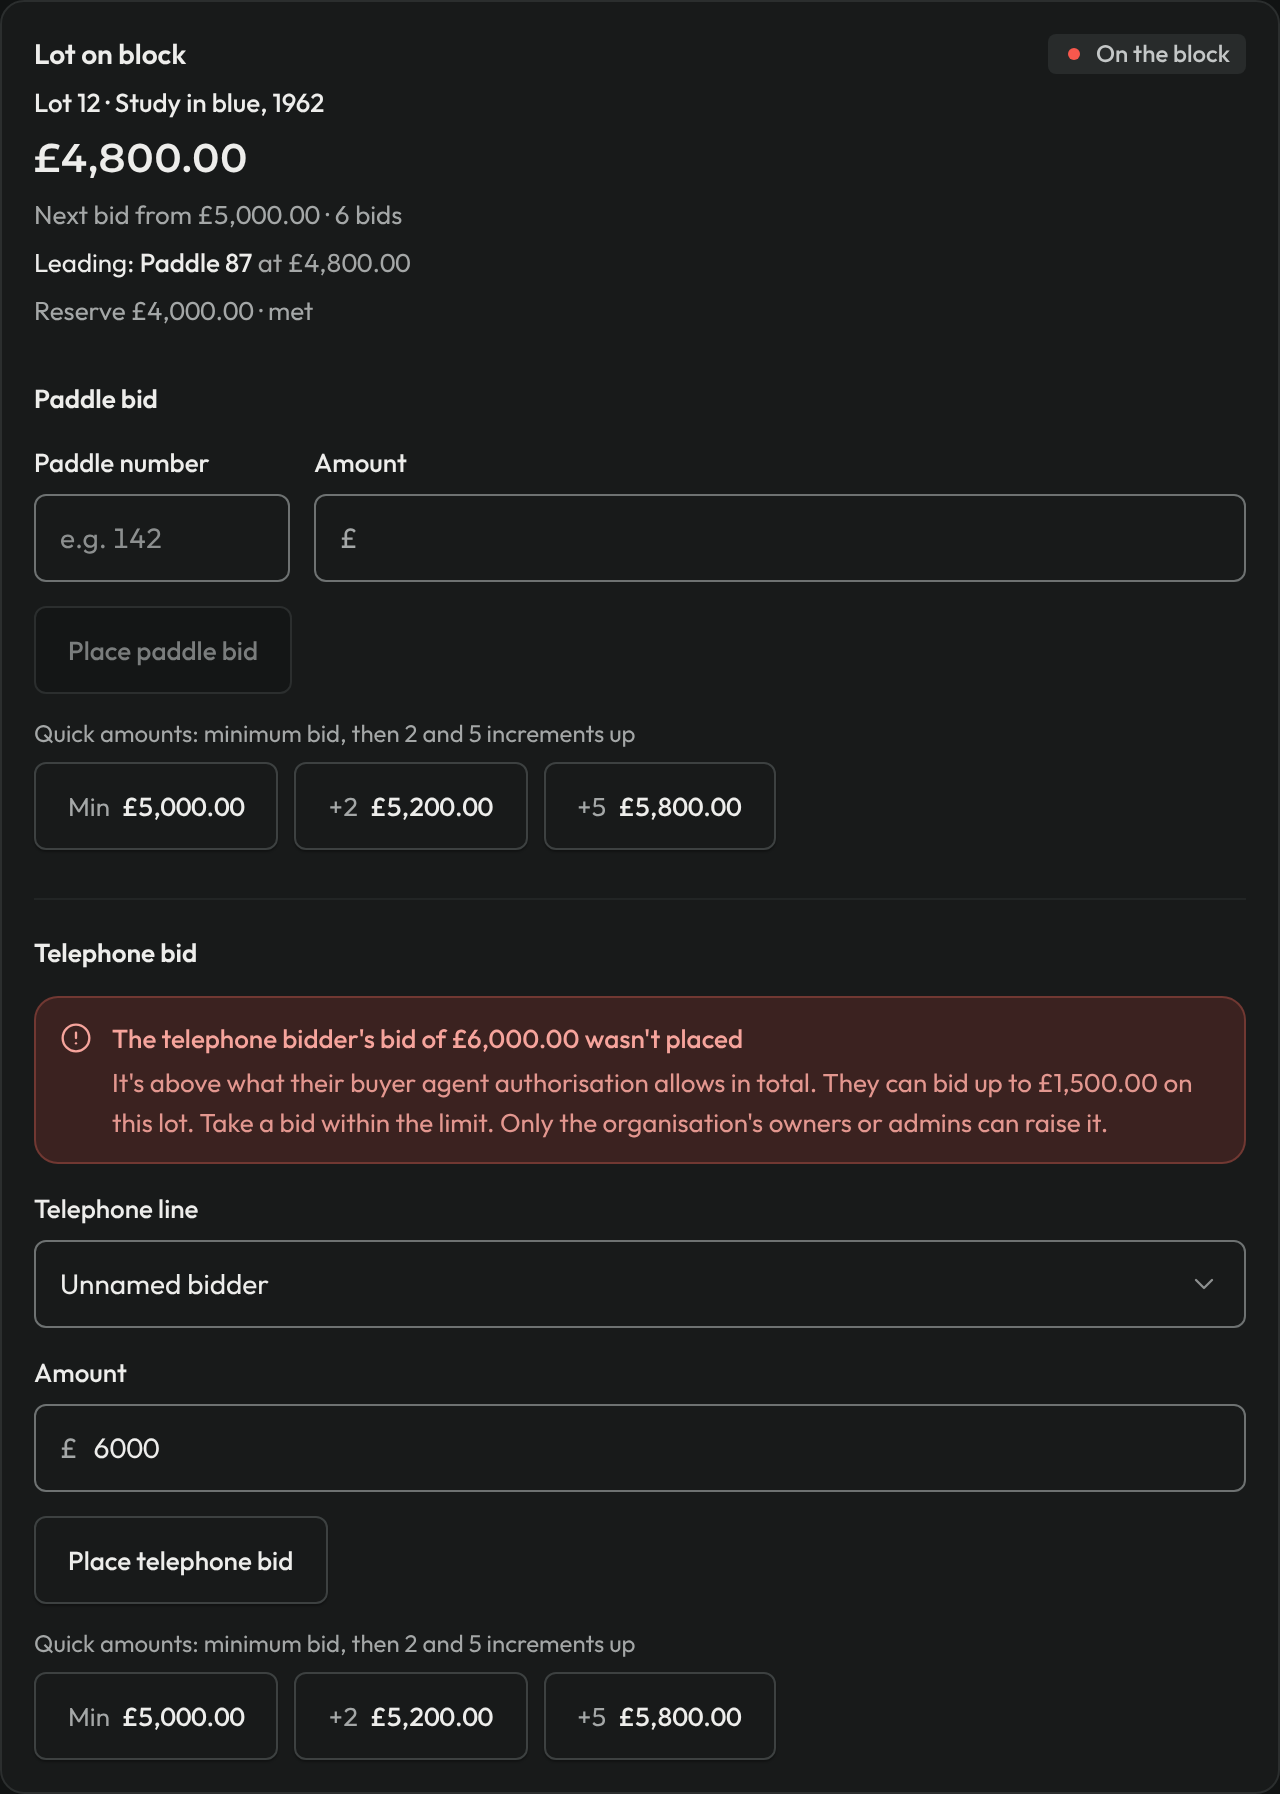 Lot on block
On the block
Lot 12 · Study in blue, 1962
£4,800.00
Next bid from £5,000.00 · 6 bids
Leading: Paddle 87 at £4,800.00
Reserve £4,000.00 · met
Paddle bid
Paddle number
Amount
e.g. 142
£
Place paddle bid
Quick amounts: minimum bid, then 2 and 5 increments up
Min £5,000.00
+2 £5,200.00
+5 £5,800.00
Telephone bid
The telephone bidder's bid of £6,000.00 wasn't placed
It's above what their buyer agent authorisation allows in total. They can bid up to £1,500.00 on
this lot. Take a bid within the limit. Only the organisation's owners or admins can raise it.
Telephone line
Unnamed bidder
Amount
£ 6000
Place telephone bid
Quick amounts: minimum bid, then 2 and 5 increments up
Min £5,000.00
+2 £5,200.00
+5 £5,800.00